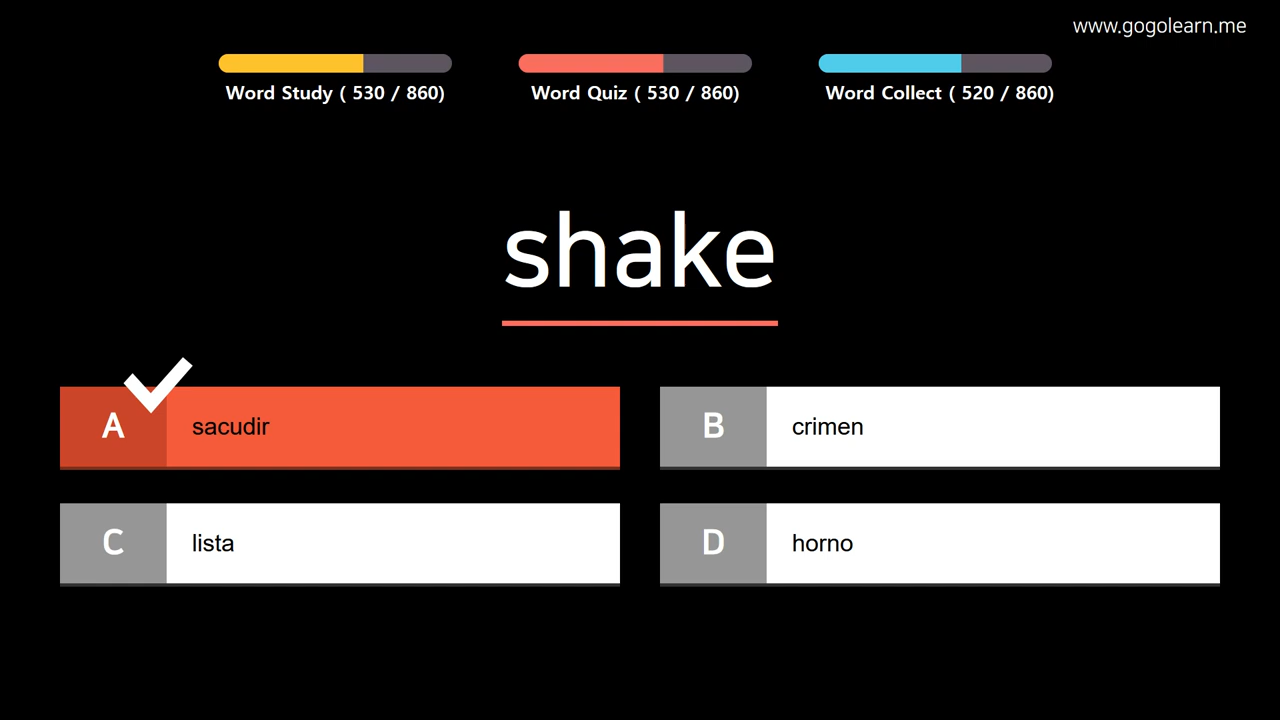 www.gogolearn.me
Word Study ( 530 / 860)
Word Quiz ( 530 / 860)
Word Collect ( 520 / 860)
shake
A sacudir
B crimen
C lista
D horno